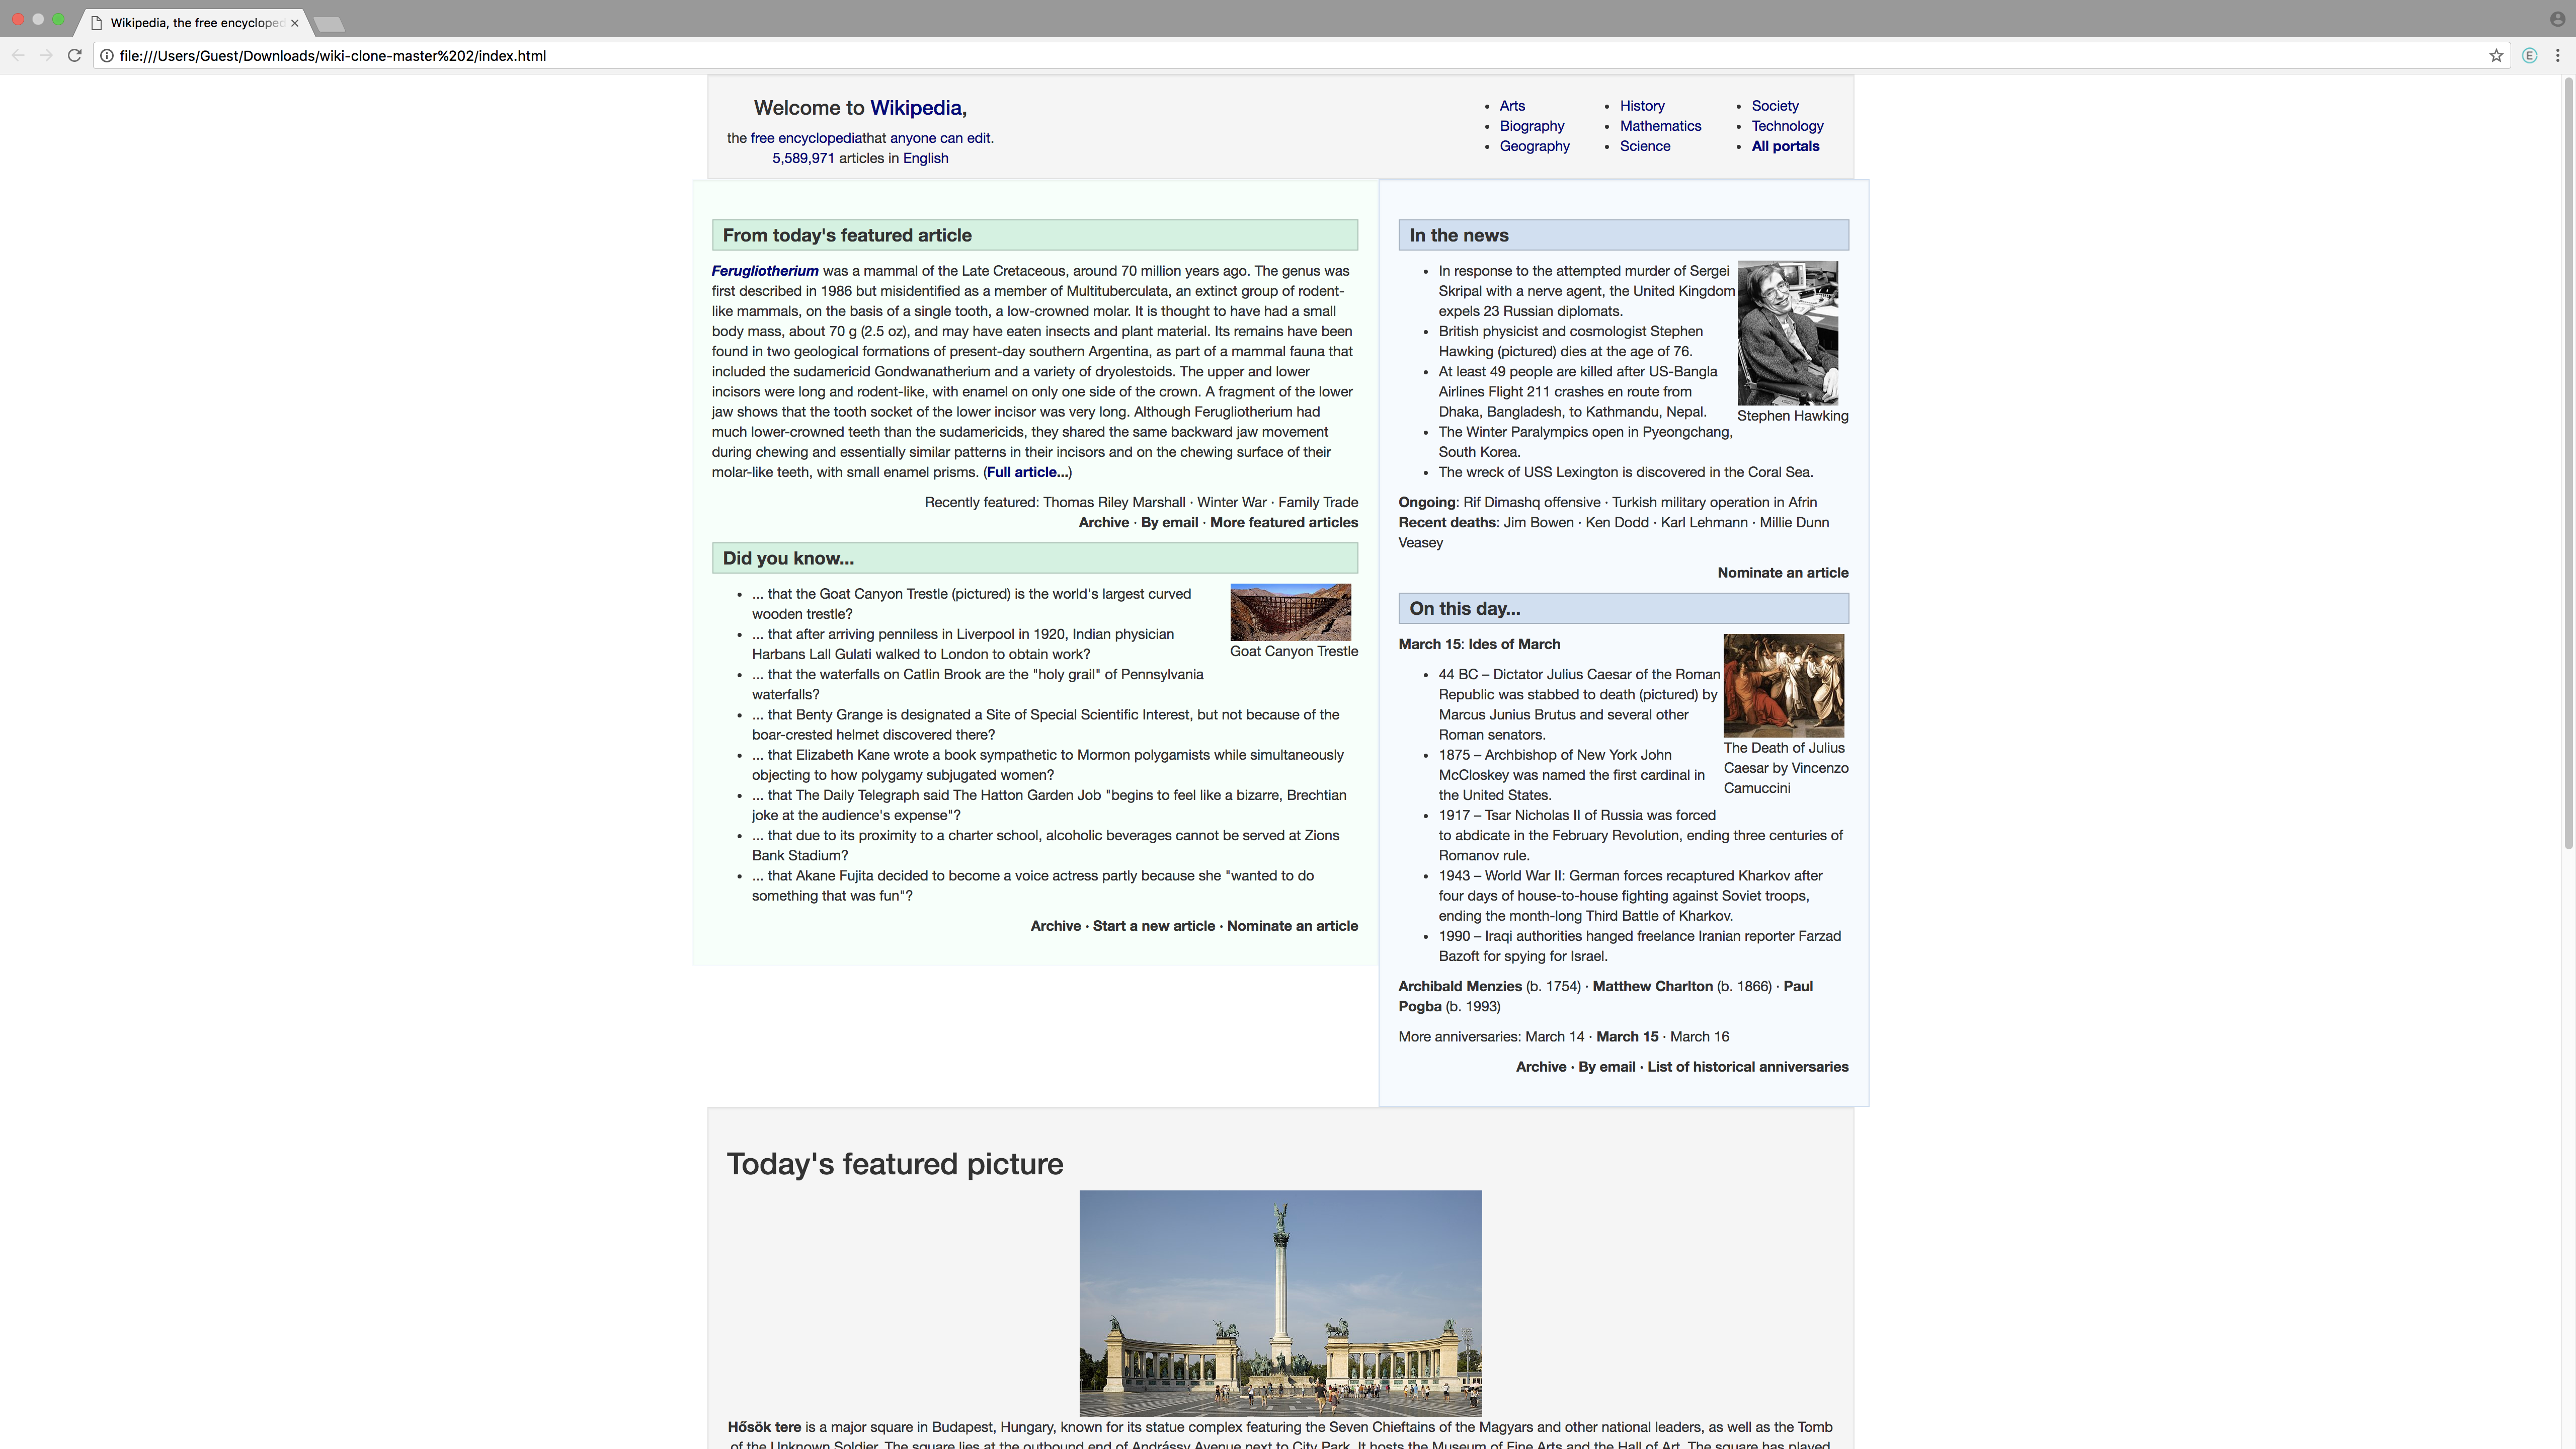 Wikipedia, the free encycloped
file:///Users/Guest/Downloads/wiki-clone-master%202/index.html
E
Welcome to Wikipedia,
the free encyclopediathat anyone can edit.
5,589,971 articles in English
Arts
Biography
Geography
History
Mathematics
Science
Society
Technology
All portals
From today's featured article
Ferugliotherium was a mammal of the Late Cretaceous, around 70 million years ago. The genus was
first described in 1986 but misidentified as a member of Multituberculata, an extinct group of rodent-
like mammals, on the basis of a single tooth, a low-crowned molar. It is thought to have had a small
body mass, about 70 g (2.5 oz), and may have eaten insects and plant material. Its remains have been
found in two geological formations of present-day southern Argentina, as part of a mammal fauna that
included the sudamericid Gondwanatherium and a variety of dryolestoids. The upper and lower
incisors were long and rodent-like, with enamel on only one side of the crown. A fragment of the lower
jaw shows that the tooth socket of the lower incisor was very long. Although Ferugliotherium had
much lower-crowned teeth than the sudamericids, they shared the same backward jaw movement
during chewing and essentially similar patterns in their incisors and on the chewing surface of their
molar-like teeth, with small enamel prisms. (Full article...)
Recently featured: Thomas Riley Marshall · Winter War · Family Trade
Archive · By email · More featured articles
Did you know...
... that the Goat Canyon Trestle (pictured) is the world's largest curved
wooden trestle?
... that after arriving penniless in Liverpool in 1920, Indian physician
Harbans Lall Gulati walked to London to obtain work?
... that the waterfalls on Catlin Brook are the "holy grail" of Pennsylvania
waterfalls?
... that Benty Grange is designated a Site of Special Scientific Interest, but not because of the
boar-crested helmet discovered there?
... that Elizabeth Kane wrote a book sympathetic to Mormon polygamists while simultaneously
objecting to how polygamy subjugated women?
... that The Daily Telegraph said The Hatton Garden Job "begins to feel like a bizarre, Brechtian
joke at the audience's expense"?
... that due to its proximity to a charter school, alcoholic beverages cannot be served at Zions
Bank Stadium?
... that Akane Fujita decided to become a voice actress partly because she "wanted to do
something that was fun"?
Goat Canyon Trestle
Archive · Start a new article · Nominate an article
In the news
In response to the attempted murder of Sergei
Skripal with a nerve agent, the United Kingdom
expels 23 Russian diplomats.
British physicist and cosmologist Stephen
Hawking (pictured) dies at the age of 76.
At least 49 people are killed after US-Bangla
Airlines Flight 211 crashes en route from
Dhaka, Bangladesh, to Kathmandu, Nepal.
The Winter Paralympics open in Pyeongchang,
South Korea.
The wreck of USS Lexington is discovered in the Coral Sea.
Stephen Hawking
Ongoing: Rif Dimashq offensive · Turkish military operation in Afrin
Recent deaths: Jim Bowen · Ken Dodd · Karl Lehmann · Millie Dunn
Veasey
Nominate an article
On this day...
March 15: Ides of March
44 BC – Dictator Julius Caesar of the Roman
Republic was stabbed to death (pictured) by
Marcus Junius Brutus and several other
Roman senators.
1875 – Archbishop of New York John
McCloskey was named the first cardinal in
the United States.
1917 – Tsar Nicholas II of Russia was forced
to abdicate in the February Revolution, ending three centuries of
Romanov rule.
1943 – World War II: German forces recaptured Kharkov after
four days of house-to-house fighting against Soviet troops,
ending the month-long Third Battle of Kharkov.
1990 – Iraqi authorities hanged freelance Iranian reporter Farzad
Bazoft for spying for Israel.
The Death of Julius
Caesar by Vincenzo
Camuccini
Archibald Menzies (b. 1754) · Matthew Charlton (b. 1866) · Paul
Pogba (b. 1993)
More anniversaries: March 14 · March 15 · March 16
Archive · By email · List of historical anniversaries
Today's featured picture
Hősök tere is a major square in Budapest, Hungary, known for its statue complex featuring the Seven Chieftains of the Magyars and other national leaders, as well as the Tomb
of the Unknown Soldier. The square lies at the outbound end of Andrássy Avenue next to City Park. It hosts the Museum of Fine Arts and the Hall of Art. The square has played